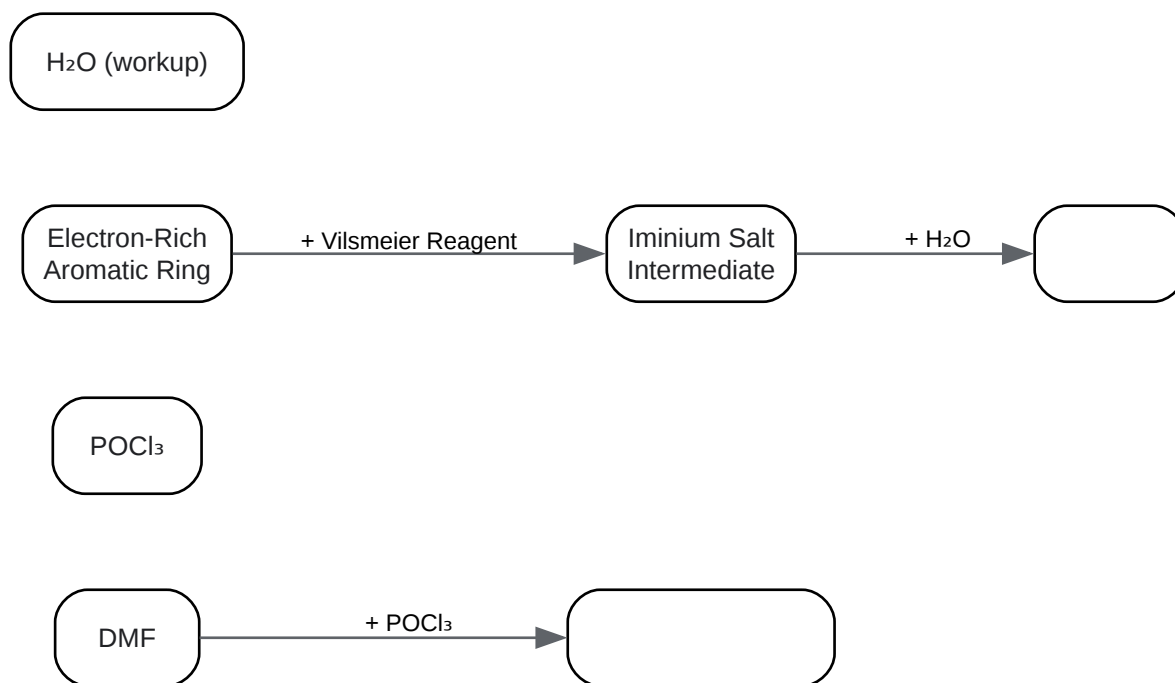 H₂O (workup)
Electron-Rich
Aromatic Ring
+ Vilsmeier Reagent
Iminium Salt
Intermediate
+ H₂O
POCl₃
DMF
+ POCl₃